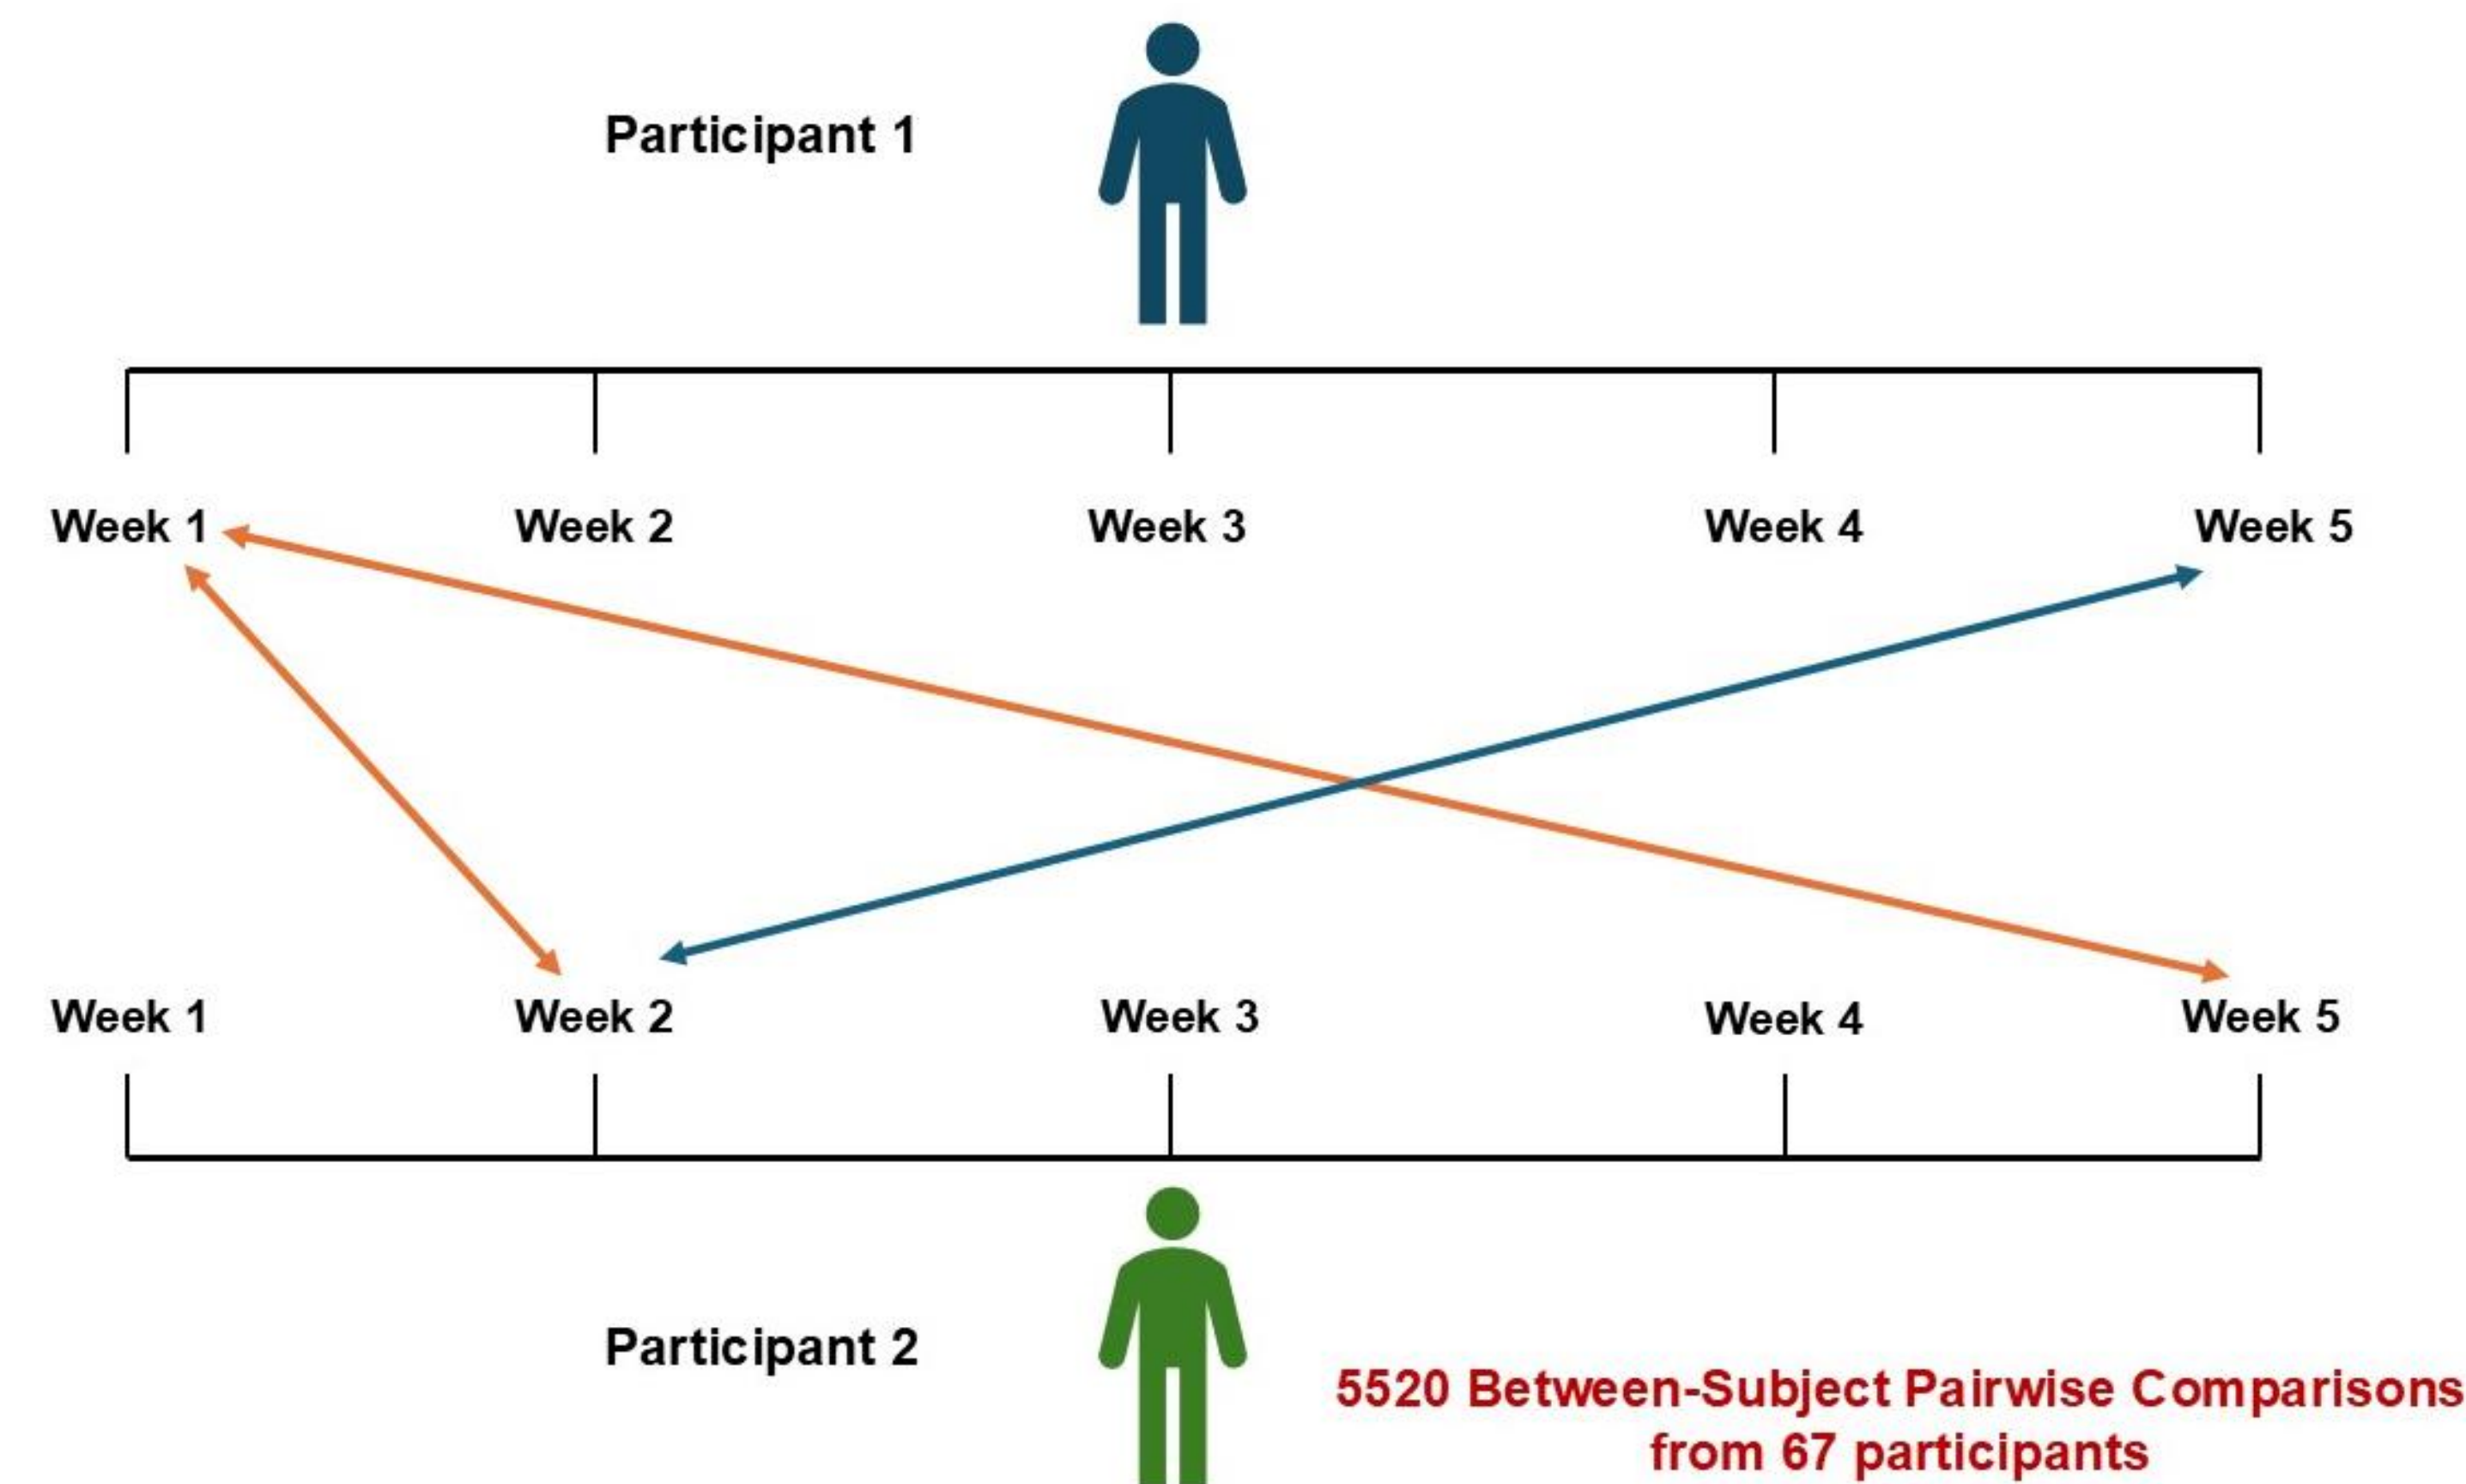 Participant 1
Week 1 Week 2 Week 3 Week 4 Week 5
Week 1 Week 2 Week 3 Week 4 Week 5
Participant 2
5520 Between-Subject Pairwise Comparisons
from 67 participants